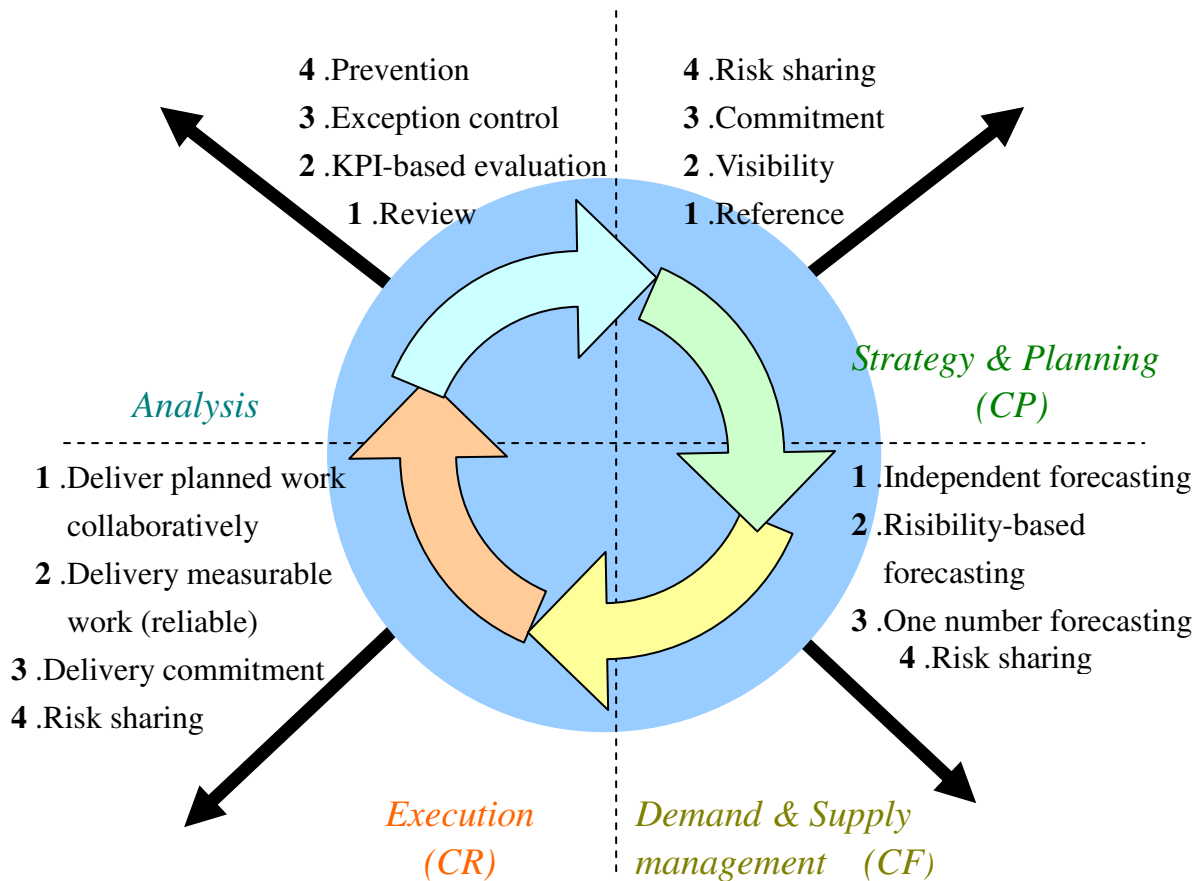 4 .Prevention
3 .Exception control
2 .KPI-based evaluation
1 .Review
4 .Risk sharing
3 .Commitment
2 .Visibility
1 .Reference
Analysis
Strategy & Planning
(CP)
1 .Deliver planned work
collaboratively
2 .Delivery measurable
work (reliable)
3 .Delivery commitment
4 .Risk sharing
1 .Independent forecasting
2 .Risibility-based
forecasting
3 .One number forecasting
4 .Risk sharing
Execution
(CR)
Demand & Supply
management (CF)